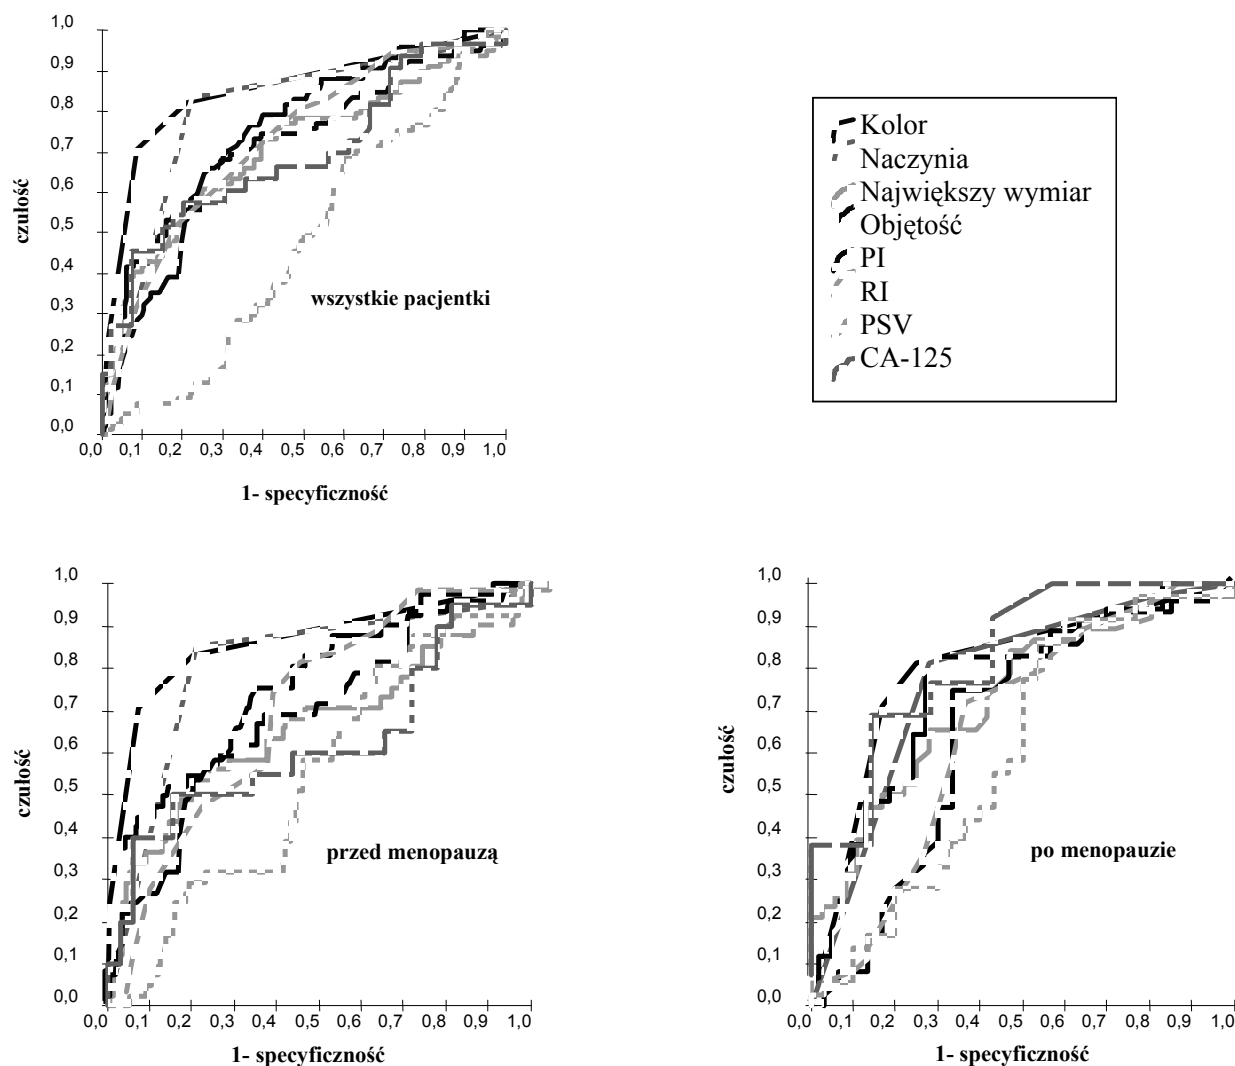 1,0
0,9
0,8
0,7
0,6
0,5
0,4
0,3
0,2
0,1
0,0
czułość
wszystkie pacjentki
0,0 0,1 0,2 0,3 0,4 0,5 0,6 0,7 0,8 0,9 1,0
1- specyficzność
Kolor
Naczynia
Największy wymiar
Objętość
PI
RI
PSV
CA-125
1,0
0,9
0,8
0,7
0,6
0,5
0,4
0,3
0,2
0,1
0,0
czułość
przed menopauzą
0,0 0,1 0,2 0,3 0,4 0,5 0,6 0,7 0,8 0,9 1,0
1- specyficzność
1,0
0,9
0,8
0,7
0,6
0,5
0,4
0,3
0,2
0,1
0,0
czułość
po menopauzie
0,0 0,1 0,2 0,3 0,4 0,5 0,6 0,7 0,8 0,9 1,0
1- specyficzność